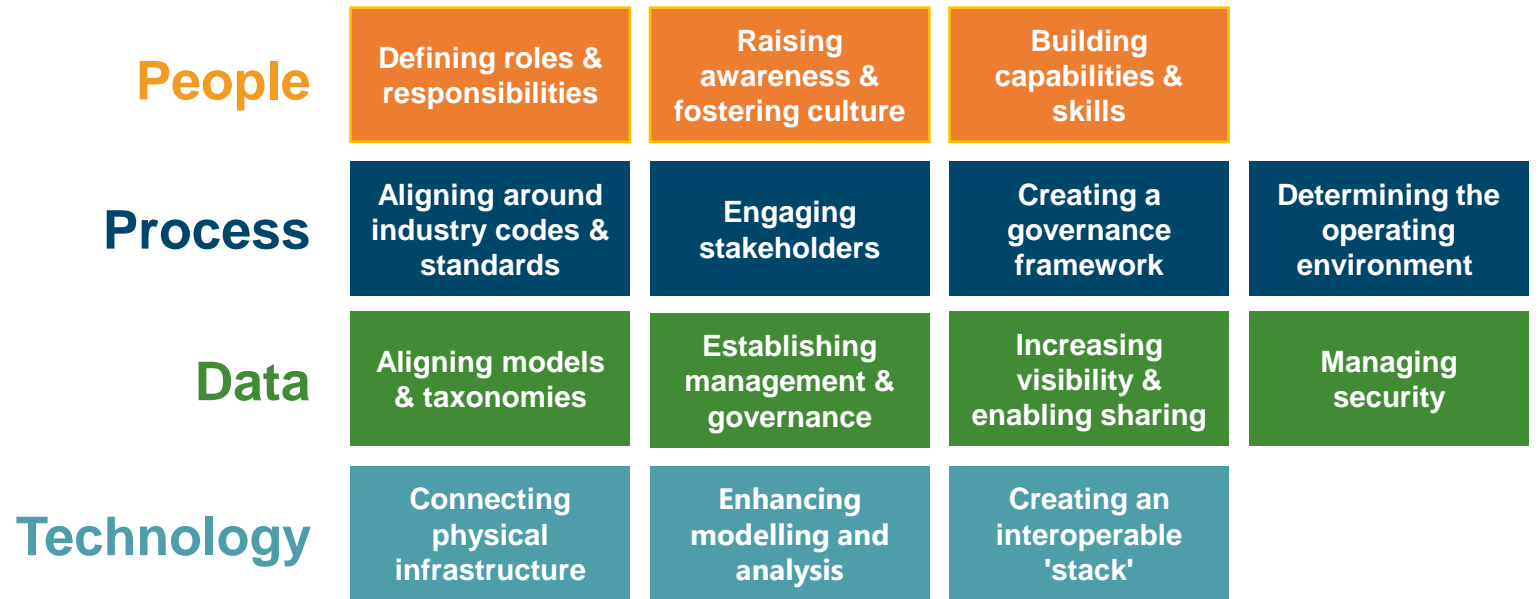 People
Defining roles &
responsibilities
Raising
awareness &
fostering culture
Building
capabilities &
skills
Process
Aligning around
industry codes &
standards
Engaging
stakeholders
Creating a
governance
framework
Determining the
operating
environment
Data
Aligning models
& taxonomies
Establishing
management &
governance
Increasing
visibility &
enabling sharing
Managing
security
Technology
Connecting
physical
infrastructure
Enhancing
modelling and
analysis
Creating an
interoperable
'stack'